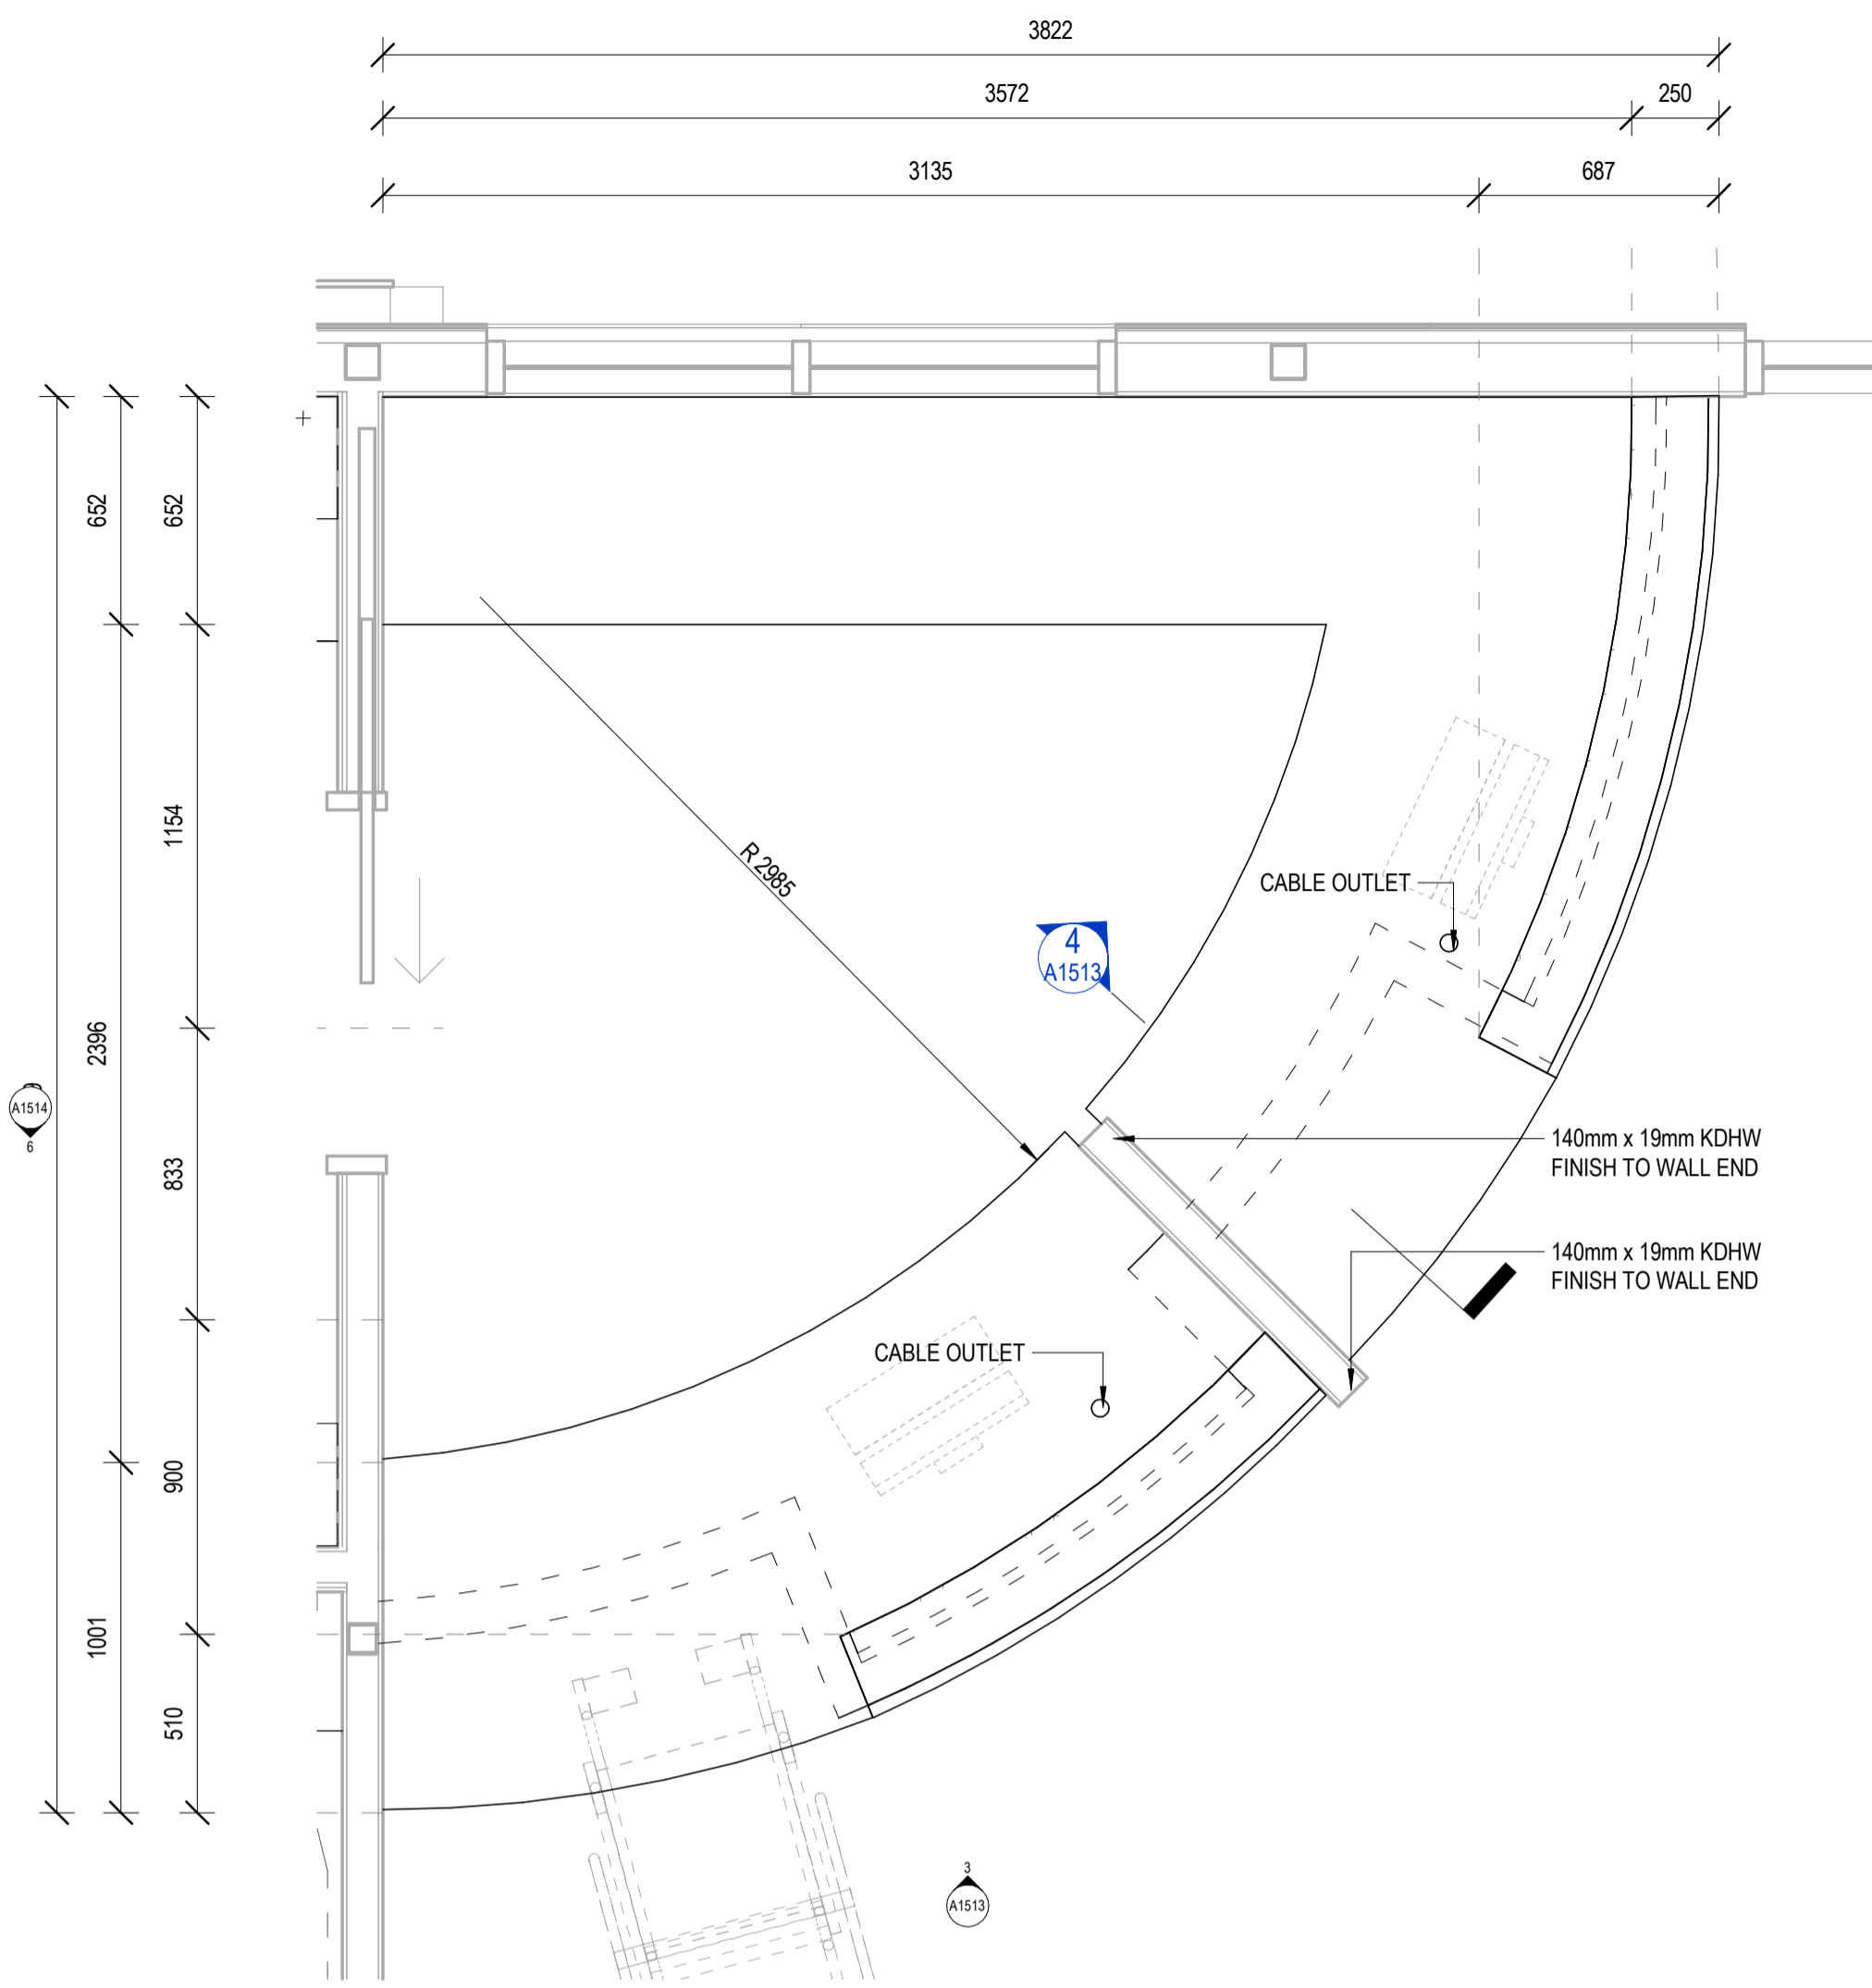 3822
3572
250
3135
687
652
652
1154
R 2985
CABLE OUTLET
4
A1513
2396
A1514
6
140mm x 19mm KDHW
FINISH TO WALL END
833
140mm x 19mm KDHW
FINISH TO WALL END
CABLE OUTLET
900
1001
510
3
A1513